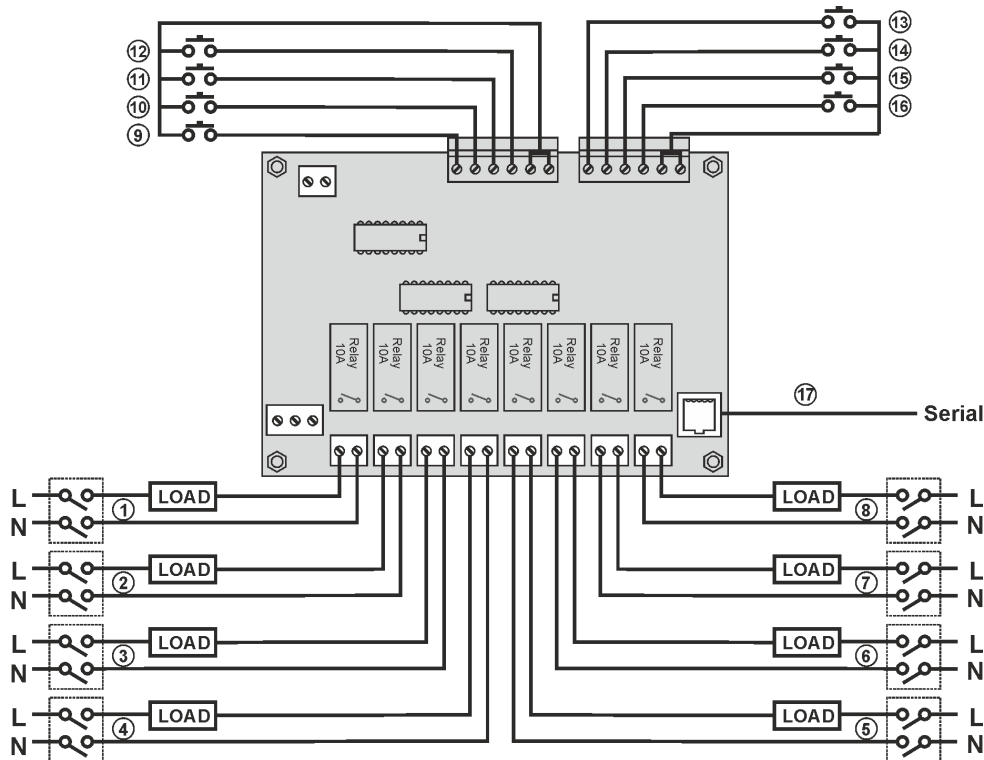 12
11
10
9
13
14
15
16
Relay 10A
Relay 10A
Relay 10A
Relay 10A
Relay 10A
Relay 10A
Relay 10A
Relay 10A
17
Serial
L
N
1
LOAD
L
N
2
LOAD
L
N
3
LOAD
L
N
4
LOAD
LOAD
8
L
N
LOAD
7
L
N
LOAD
6
L
N
LOAD
5
L
N